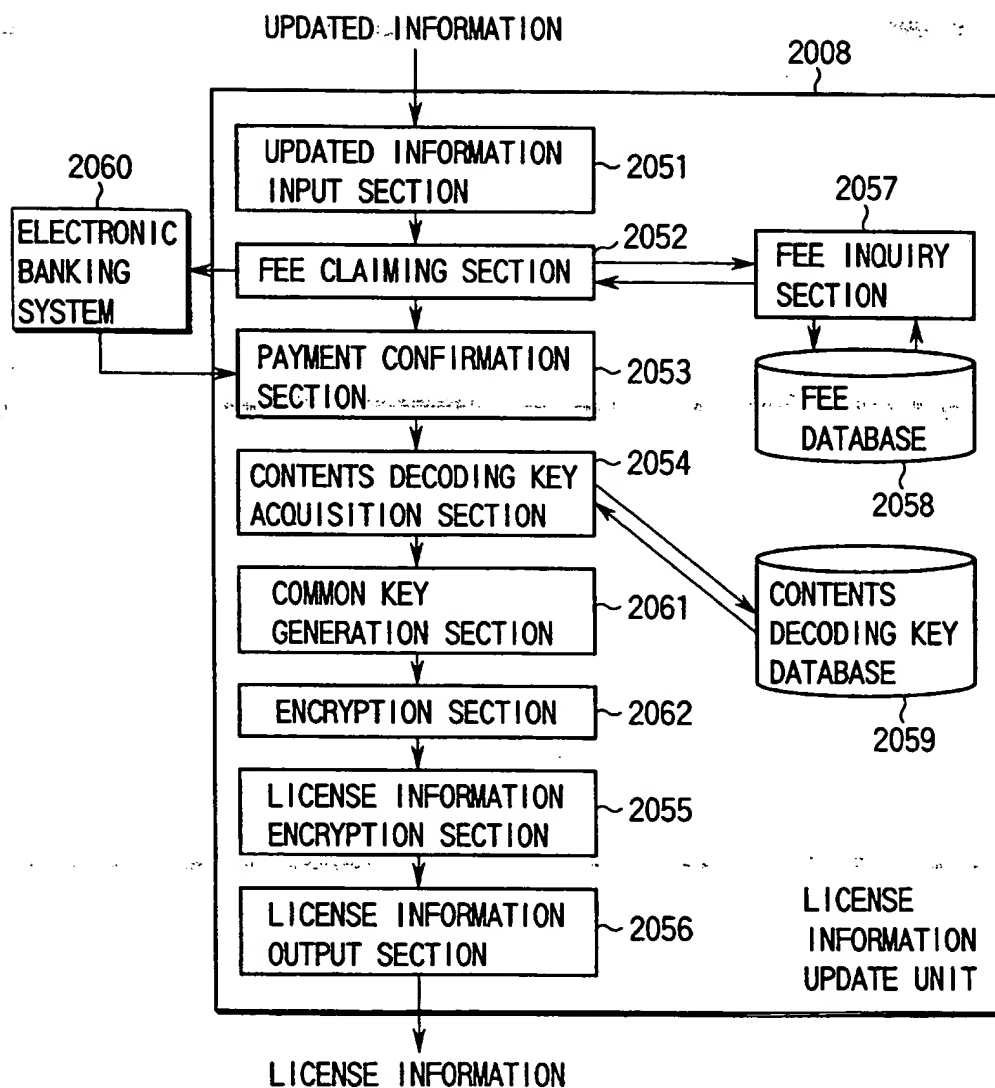 UPDATED INFORMATION
2008
UPDATED INFORMATION
INPUT SECTION
2051
2060
ELECTRONIC
BANKING
SYSTEM
2052
FEE CLAIMING SECTION
2057
FEE INQUIRY
SECTION
PAYMENT CONFIRMATION
SECTION
2053
FEE
DATABASE
2058
2054
CONTENTS DECODING KEY
ACQUISITION SECTION
COMMON KEY
GENERATION SECTION
2061
CONTENTS
DECODING KEY
DATABASE
2059
ENCRYPTION SECTION
2062
LICENSE INFORMATION
ENCRYPTION SECTION
2055
LICENSE INFORMATION
OUTPUT SECTION
2056
LICENSE
INFORMATION
UPDATE UNIT
LICENSE INFORMATION